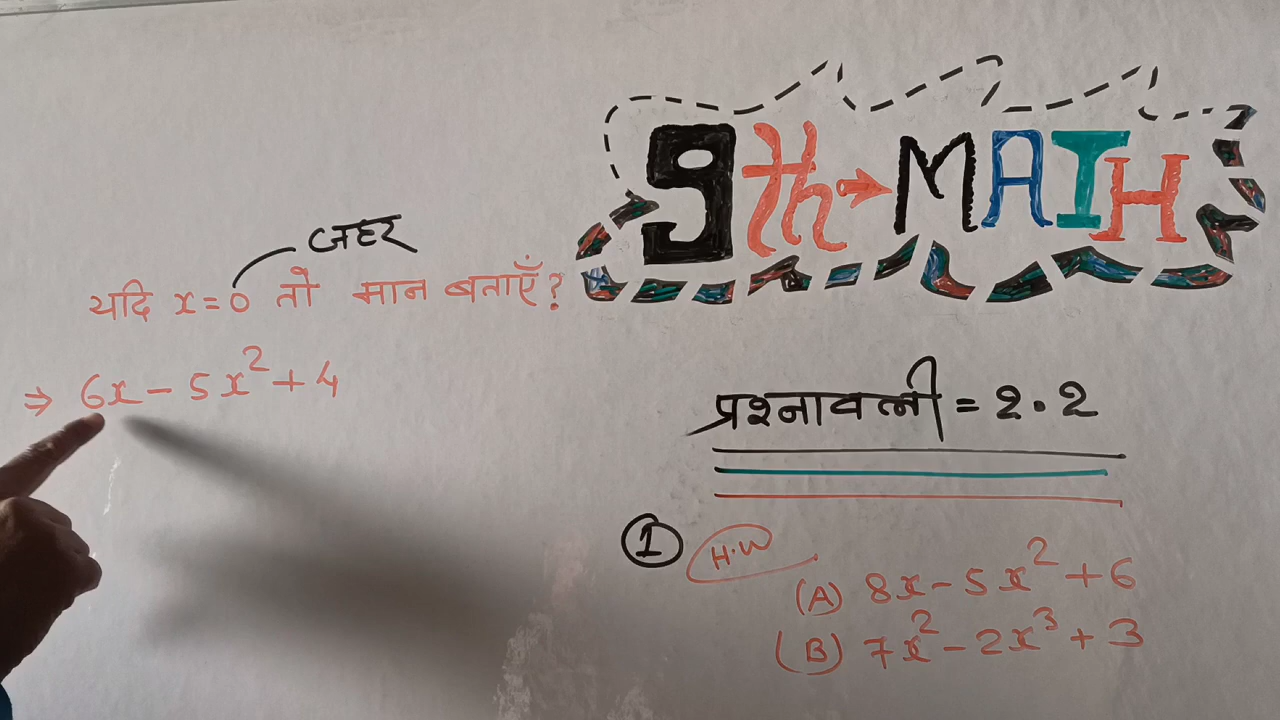 9th → MATH
जहर
यदि x=0 तो मान बताएँ?
⇒ 6x - 5x² + 4
प्रश्नावली = 2.2
① H.W
(A) 8x - 5x² + 6
(B) 7x² - 2x³ + 3